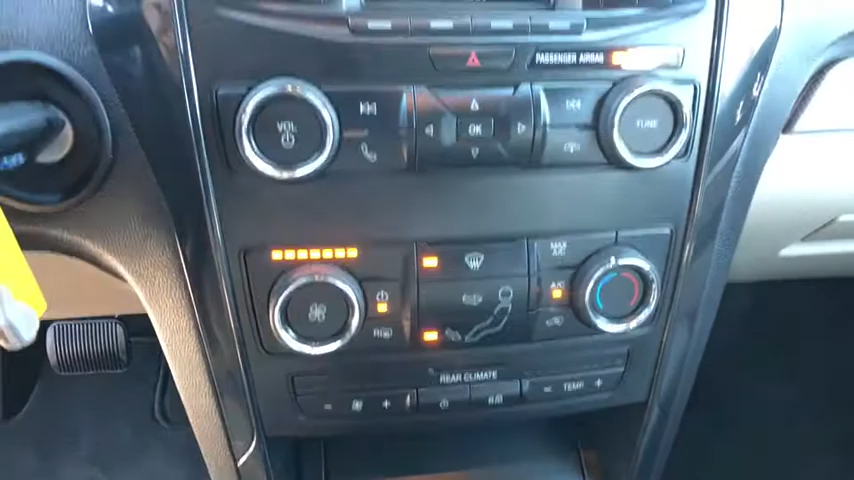 PASSENGER AIRBAG
VOL
OK
TUNE
MAX
A/C
A/C
R
REAR CLIMATE
- + - TEMP +